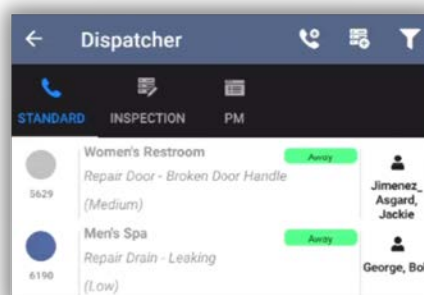 Dispatcher
STANDARD INSPECTION PM
Women's Restroom
Away
Repair Door - Broken Door Handle
(Medium)
5629
Jimenez_
Asgard,
Jackie
Men's Spa
Away
Repair Drain - Leaking
(Low)
6190
George, Bo